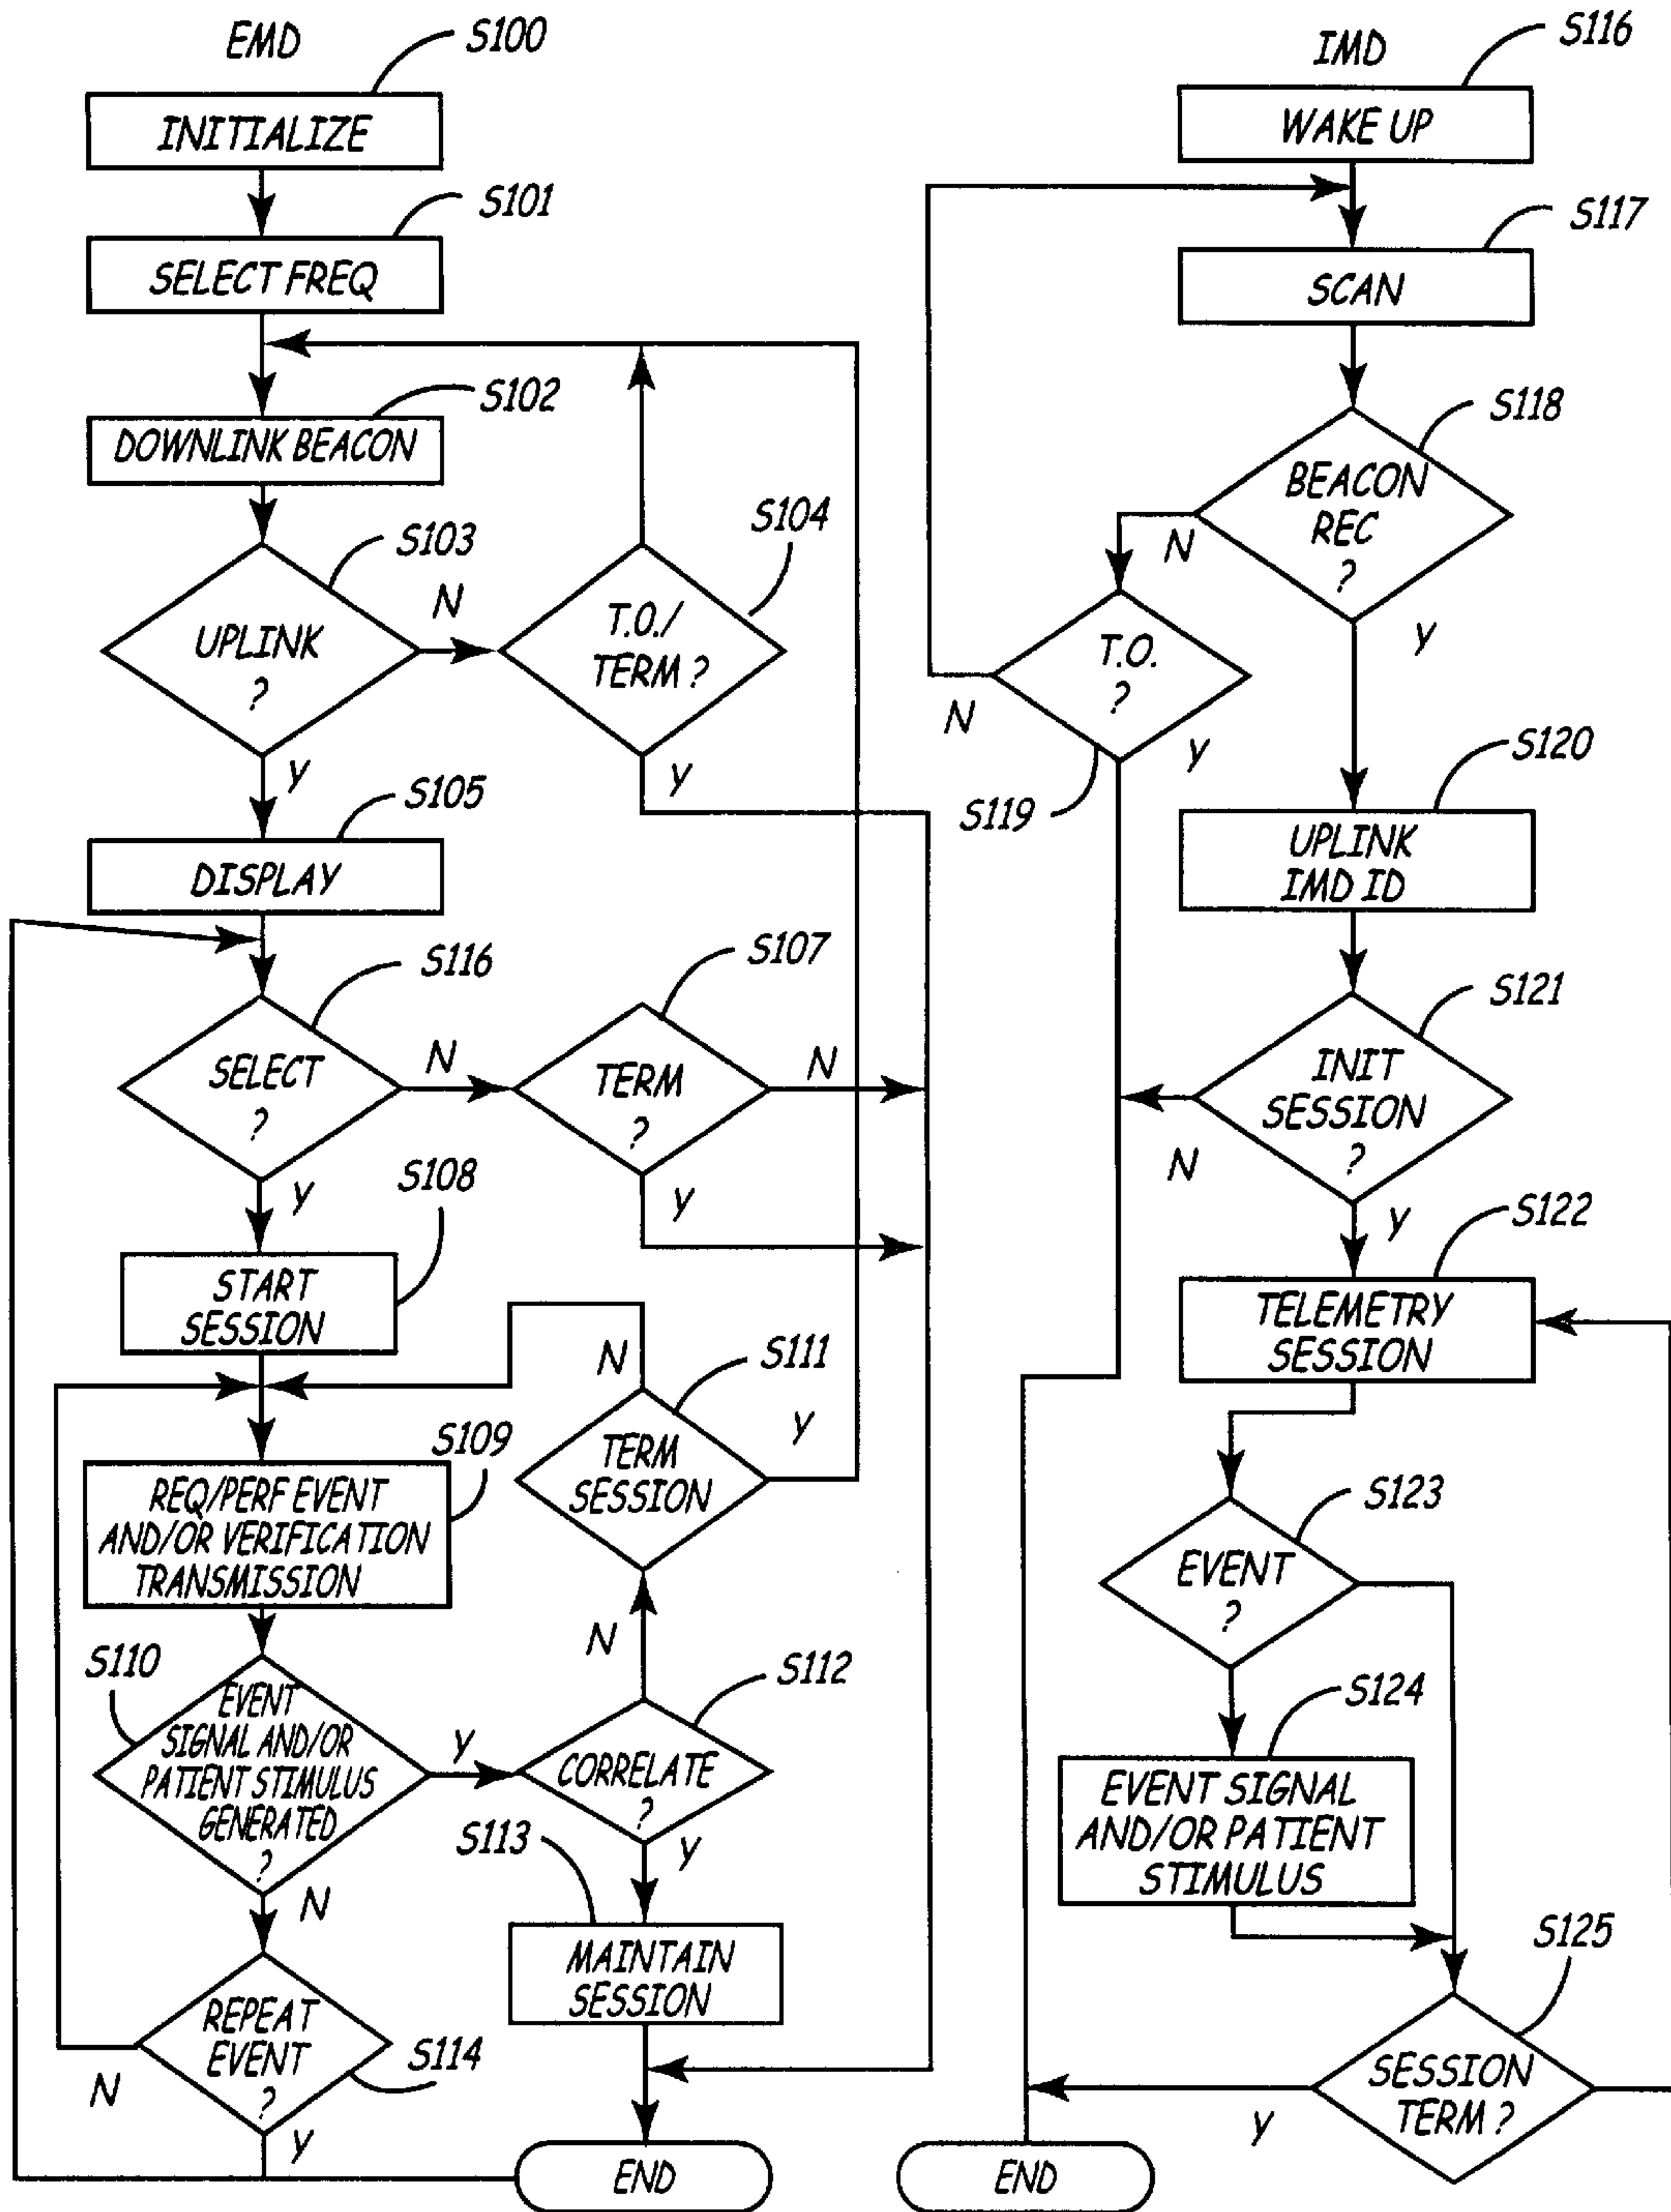 EMD
S100
INITIALIZE
S101
SELECT FREQ
S102
DOWNLINK BEACON
S103
UPLINK
?
N
y
S104
T.O./
TERM ?
y
S105
DISPLAY
S116
SELECT
?
N
y
S107
TERM
?
N
y
S108
START
SESSION
S109
REQ/PERF EVENT
AND/OR VERIFICATION
TRANSMISSION
S110
EVENT
SIGNAL AND/OR
PATIENT STIMULUS
GENERATED
?
y
N
S111
TERM
SESSION
N
y
S112
CORRELATE
?
N
y
S113
MAINTAIN
SESSION
REPEAT
EVENT
?
S114
N
y
END
IMD
S116
WAKE UP
S117
SCAN
S118
BEACON
REC
?
N
y
T.O.
?
N
y
S119
S120
UPLINK
IMD ID
S121
INIT
SESSION
?
N
y
S122
TELEMETRY
SESSION
S123
EVENT
?
S124
EVENT SIGNAL
AND/OR PATIENT
STIMULUS
S125
SESSION
TERM ?
y
END